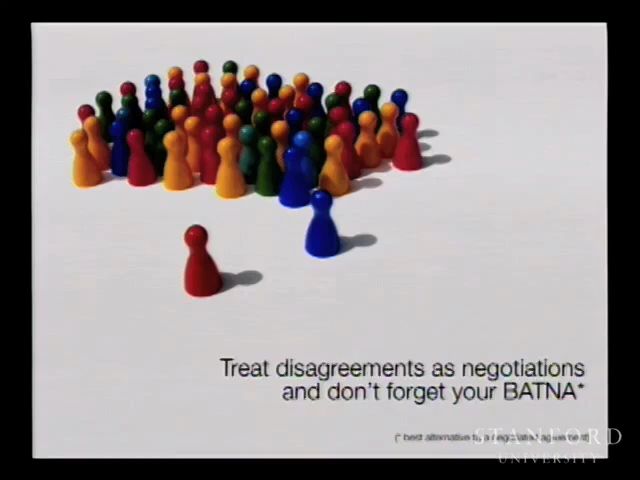 Treat disagreements as negotiations
and don't forget your BATNA*
(* best alternative to a negotiated agreement)
STANFORD
UNIVERSITY